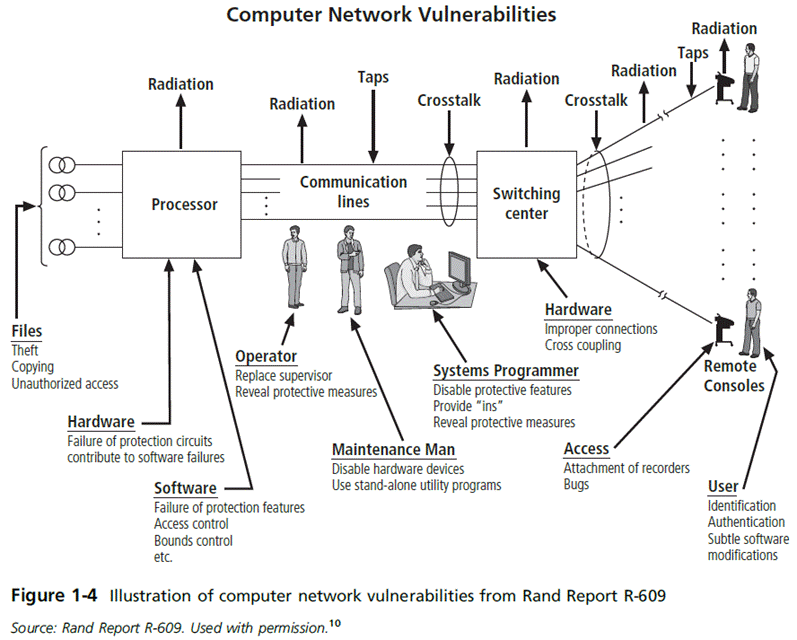 Computer Network Vulnerabilities
Radiation
Taps
Radiation
Radiation
Taps
Crosstalk
Radiation
Crosstalk
Radiation
Processor
Communication
lines
Switching
center
Files
Theft
Copying
Unauthorized access
Hardware
Failure of protection circuits
contribute to software failures
Software
Failure of protection features
Access control
Bounds control
etc.
Operator
Replace supervisor
Reveal protective measures
Maintenance Man
Disable hardware devices
Use stand-alone utility programs
Systems Programmer
Disable protective features
Provide “ins”
Reveal protective measures
Hardware
Improper connections
Cross coupling
Access
Attachment of recorders
Bugs
Remote
Consoles
User
Identification
Authentication
Subtle software
modifications
Figure 1-4 Illustration of computer network vulnerabilities from Rand Report R-609
Source: Rand Report R-609. Used with permission.10